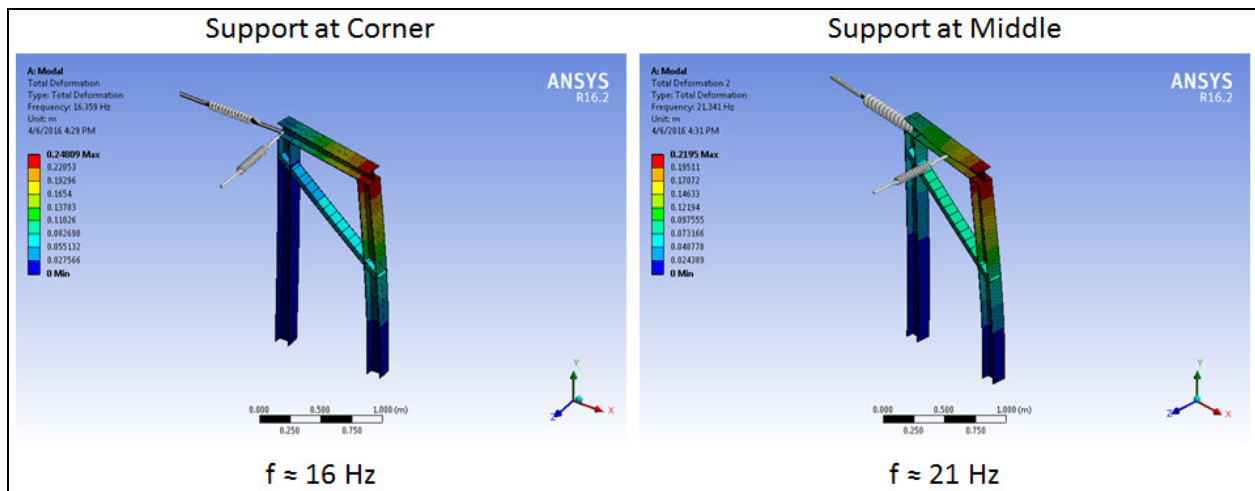 Support at Corner
A: Modal
Total Deformation
Type: Total Deformation
Frequency: 16.359 Hz
Unit: m
4/6/2016 4:29 PM
0.24809 Max
0.22053
0.19296
0.1654
0.13783
0.11026
0.082698
0.055132
0.027566
0 Min
ANSYS
R16.2
0.000
0.500
1.000 (m)
0.250
0.750
Y
Z
X
f ≈ 16 Hz
Support at Middle
A: Modal
Total Deformation 2
Type: Total Deformation
Frequency: 21.341 Hz
Unit: m
4/6/2016 4:31 PM
0.2195 Max
0.19511
0.17072
0.14633
0.12194
0.097555
0.073166
0.048778
0.024389
0 Min
ANSYS
R16.2
0.000
0.500
1.000 (m)
0.250
0.750
Y
Z
X
f ≈ 21 Hz